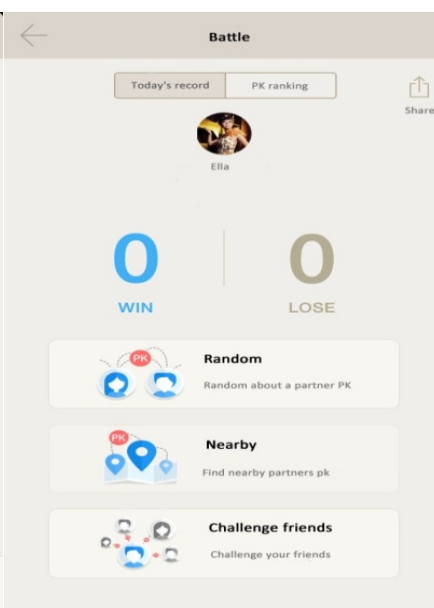 Battle
Today's record
PK ranking
Share
Ella
0
0
WIN
LOSE
PK
Random
Random about a partner PK
PK
Nearby
Find nearby partners pk
Challenge friends
Challenge your friends